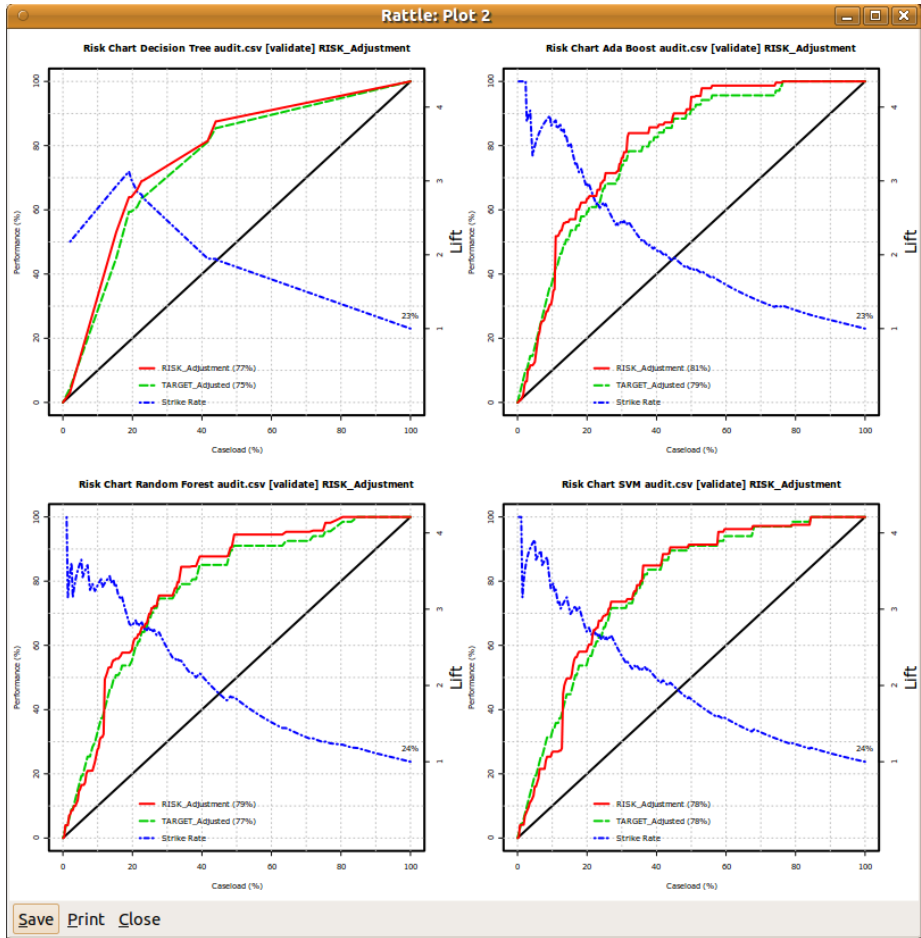 Rattle: Plot 2
Risk Chart Decision Tree audit.csv [validate] RISK_Adjustment
Performance (%)
0
20
40
60
80
100
Lift
1
2
3
4
23%
RISK_Adjustment (77%)
TARGET_Adjusted (75%)
Strike Rate
0 20 40 60 80 100
Caseload (%)
Risk Chart Ada Boost audit.csv [validate] RISK_Adjustment
Performance (%)
0
20
40
60
80
100
Lift
1
2
3
4
23%
RISK_Adjustment (81%)
TARGET_Adjusted (79%)
Strike Rate
0 20 40 60 80 100
Caseload (%)
Risk Chart Random Forest audit.csv [validate] RISK_Adjustment
Performance (%)
0
20
40
60
80
100
Lift
1
2
3
4
24%
RISK_Adjustment (79%)
TARGET_Adjusted (77%)
Strike Rate
0 20 40 60 80 100
Caseload (%)
Risk Chart SVM audit.csv [validate] RISK_Adjustment
Performance (%)
0
20
40
60
80
100
Lift
1
2
3
4
24%
RISK_Adjustment (78%)
TARGET_Adjusted (78%)
Strike Rate
0 20 40 60 80 100
Caseload (%)
Save Print Close